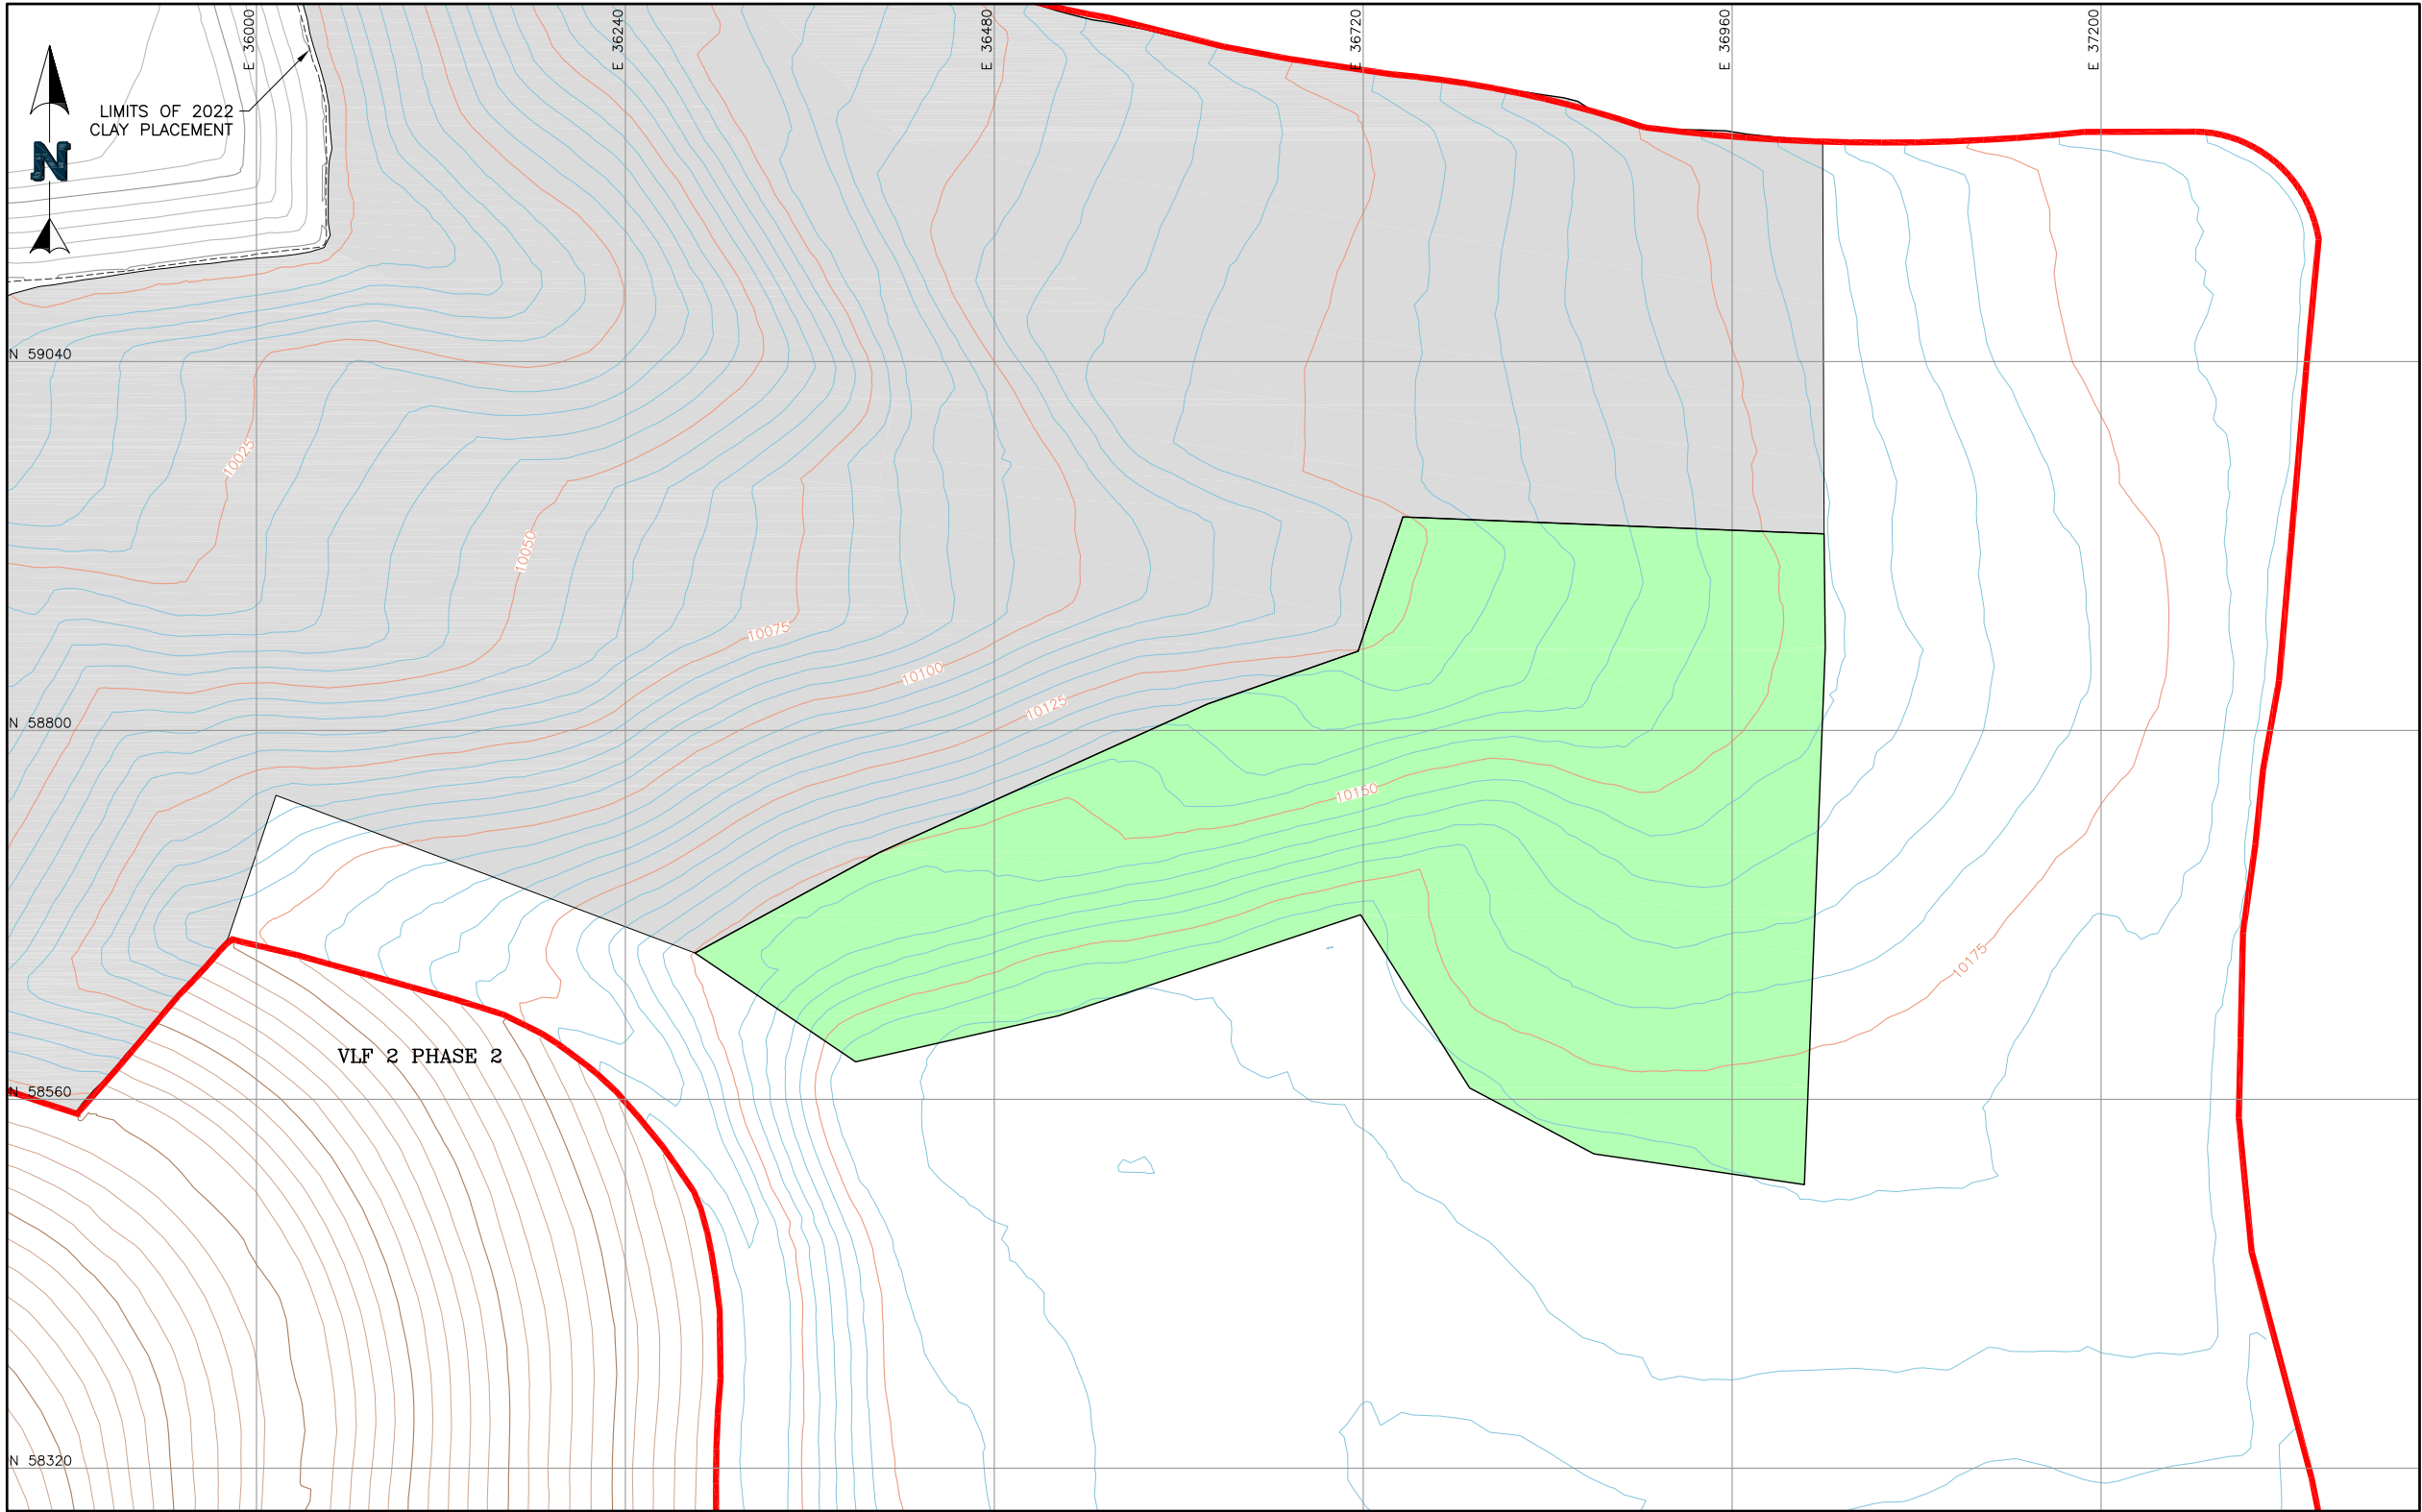 E 36000
E 36240
E 36480
E 36720
E 36960
E 37200
LIMITS OF 2022
CLAY PLACEMENT
N
N 59040
10025
10050
10075
10100
10125
N 58800
10150
10175
VLF 2 PHASE 2
N 58560
N 58320